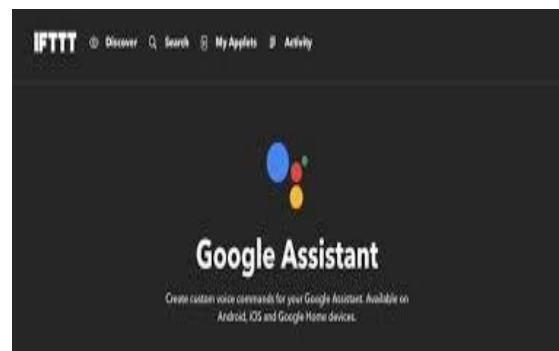 IFTTT Discover Search My Applets Activity
Google Assistant
Create custom voice commands for your Google Assistant. Available on
Android, iOS and Google Home devices.